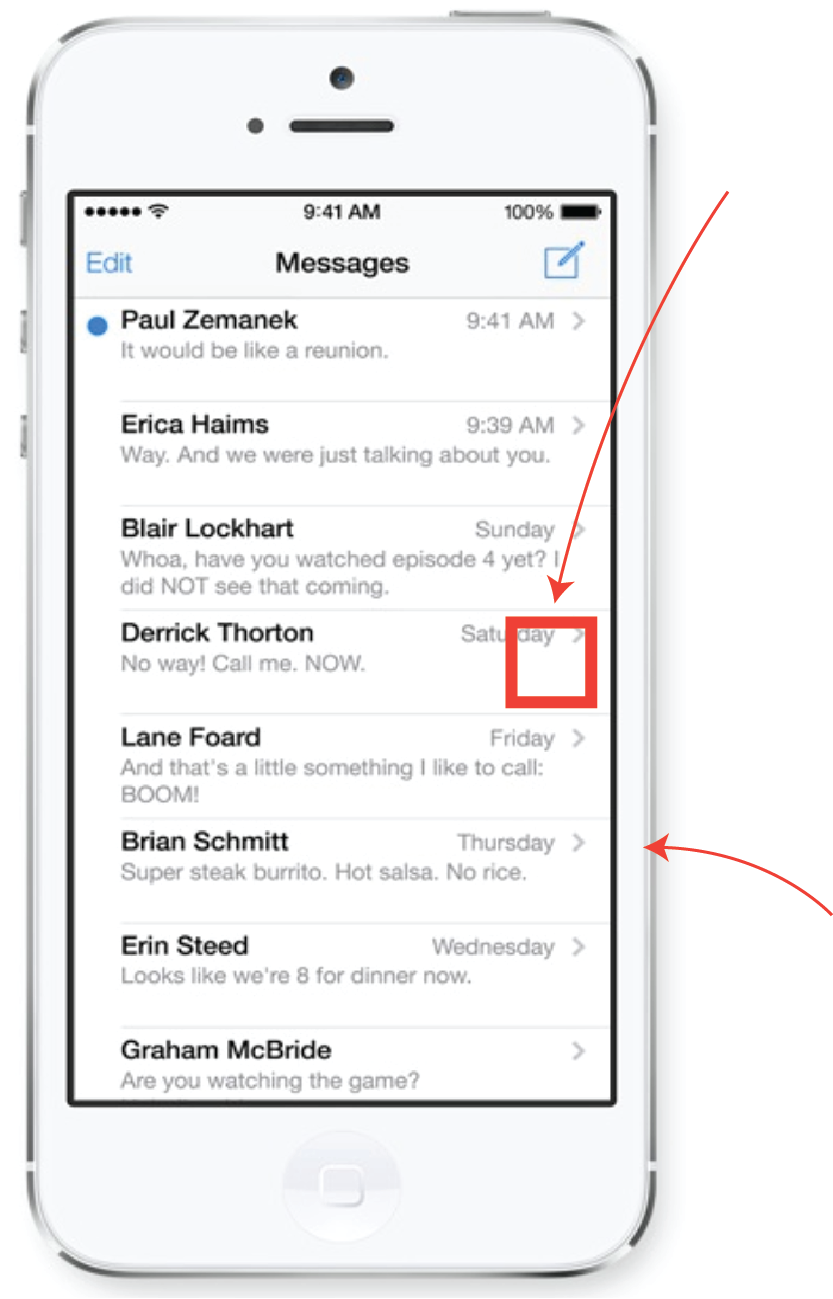 9:41 AM 100%
Edit Messages
Paul Zemanek 9:41 AM
It would be like a reunion.
Erica Haims 9:39 AM
Way. And we were just talking about you.
Blair Lockhart Sunday
Whoa, have you watched episode 4 yet? I
did NOT see that coming.
Derrick Thorton Saturday
No way! Call me. NOW.
Lane Foard Friday
And that's a little something I like to call:
BOOM!
Brian Schmitt Thursday
Super steak burrito. Hot salsa. No rice.
Erin Steed Wednesday
Looks like we're 8 for dinner now.
Graham McBride
Are you watching the game?